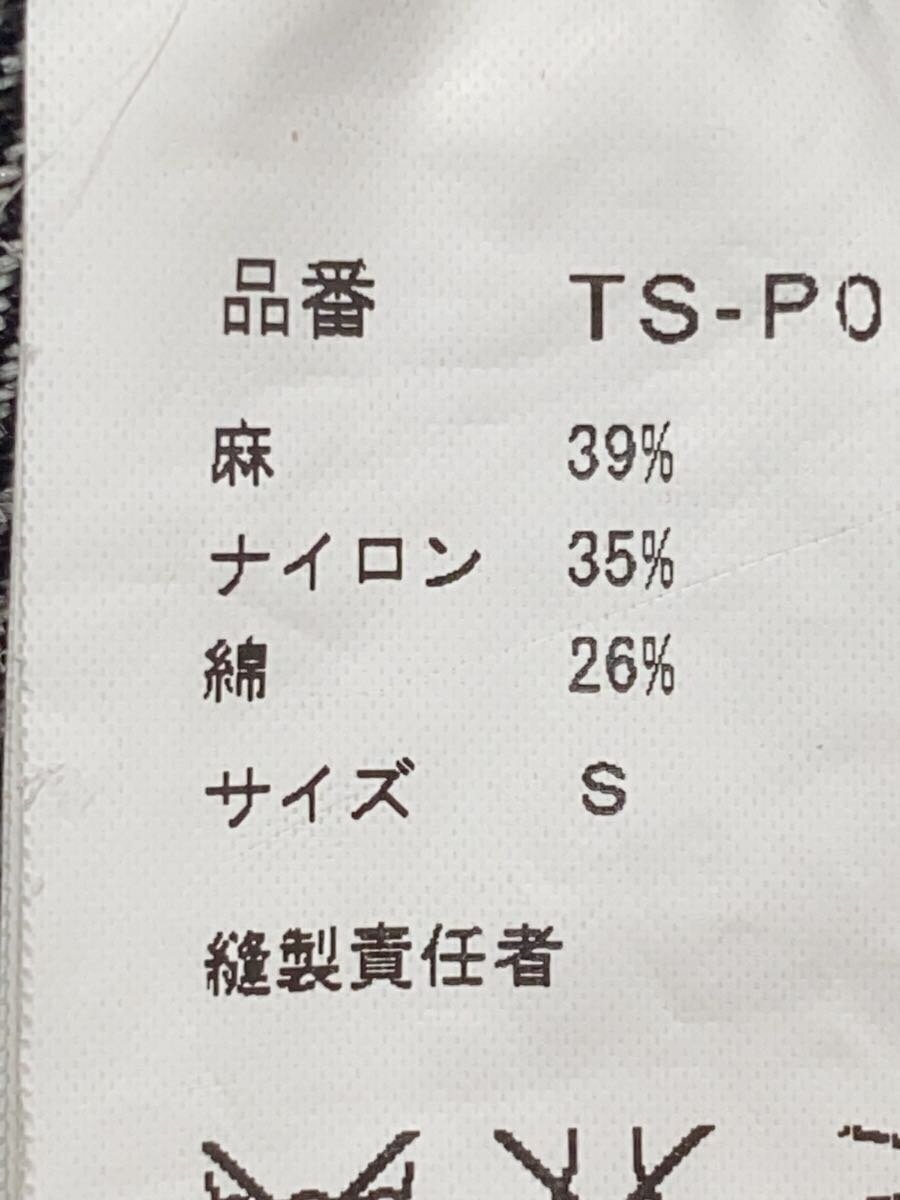 品番 TS-P0
麻 39%
ナイロン 35%
綿 26%
サイズ S
縫製責任者